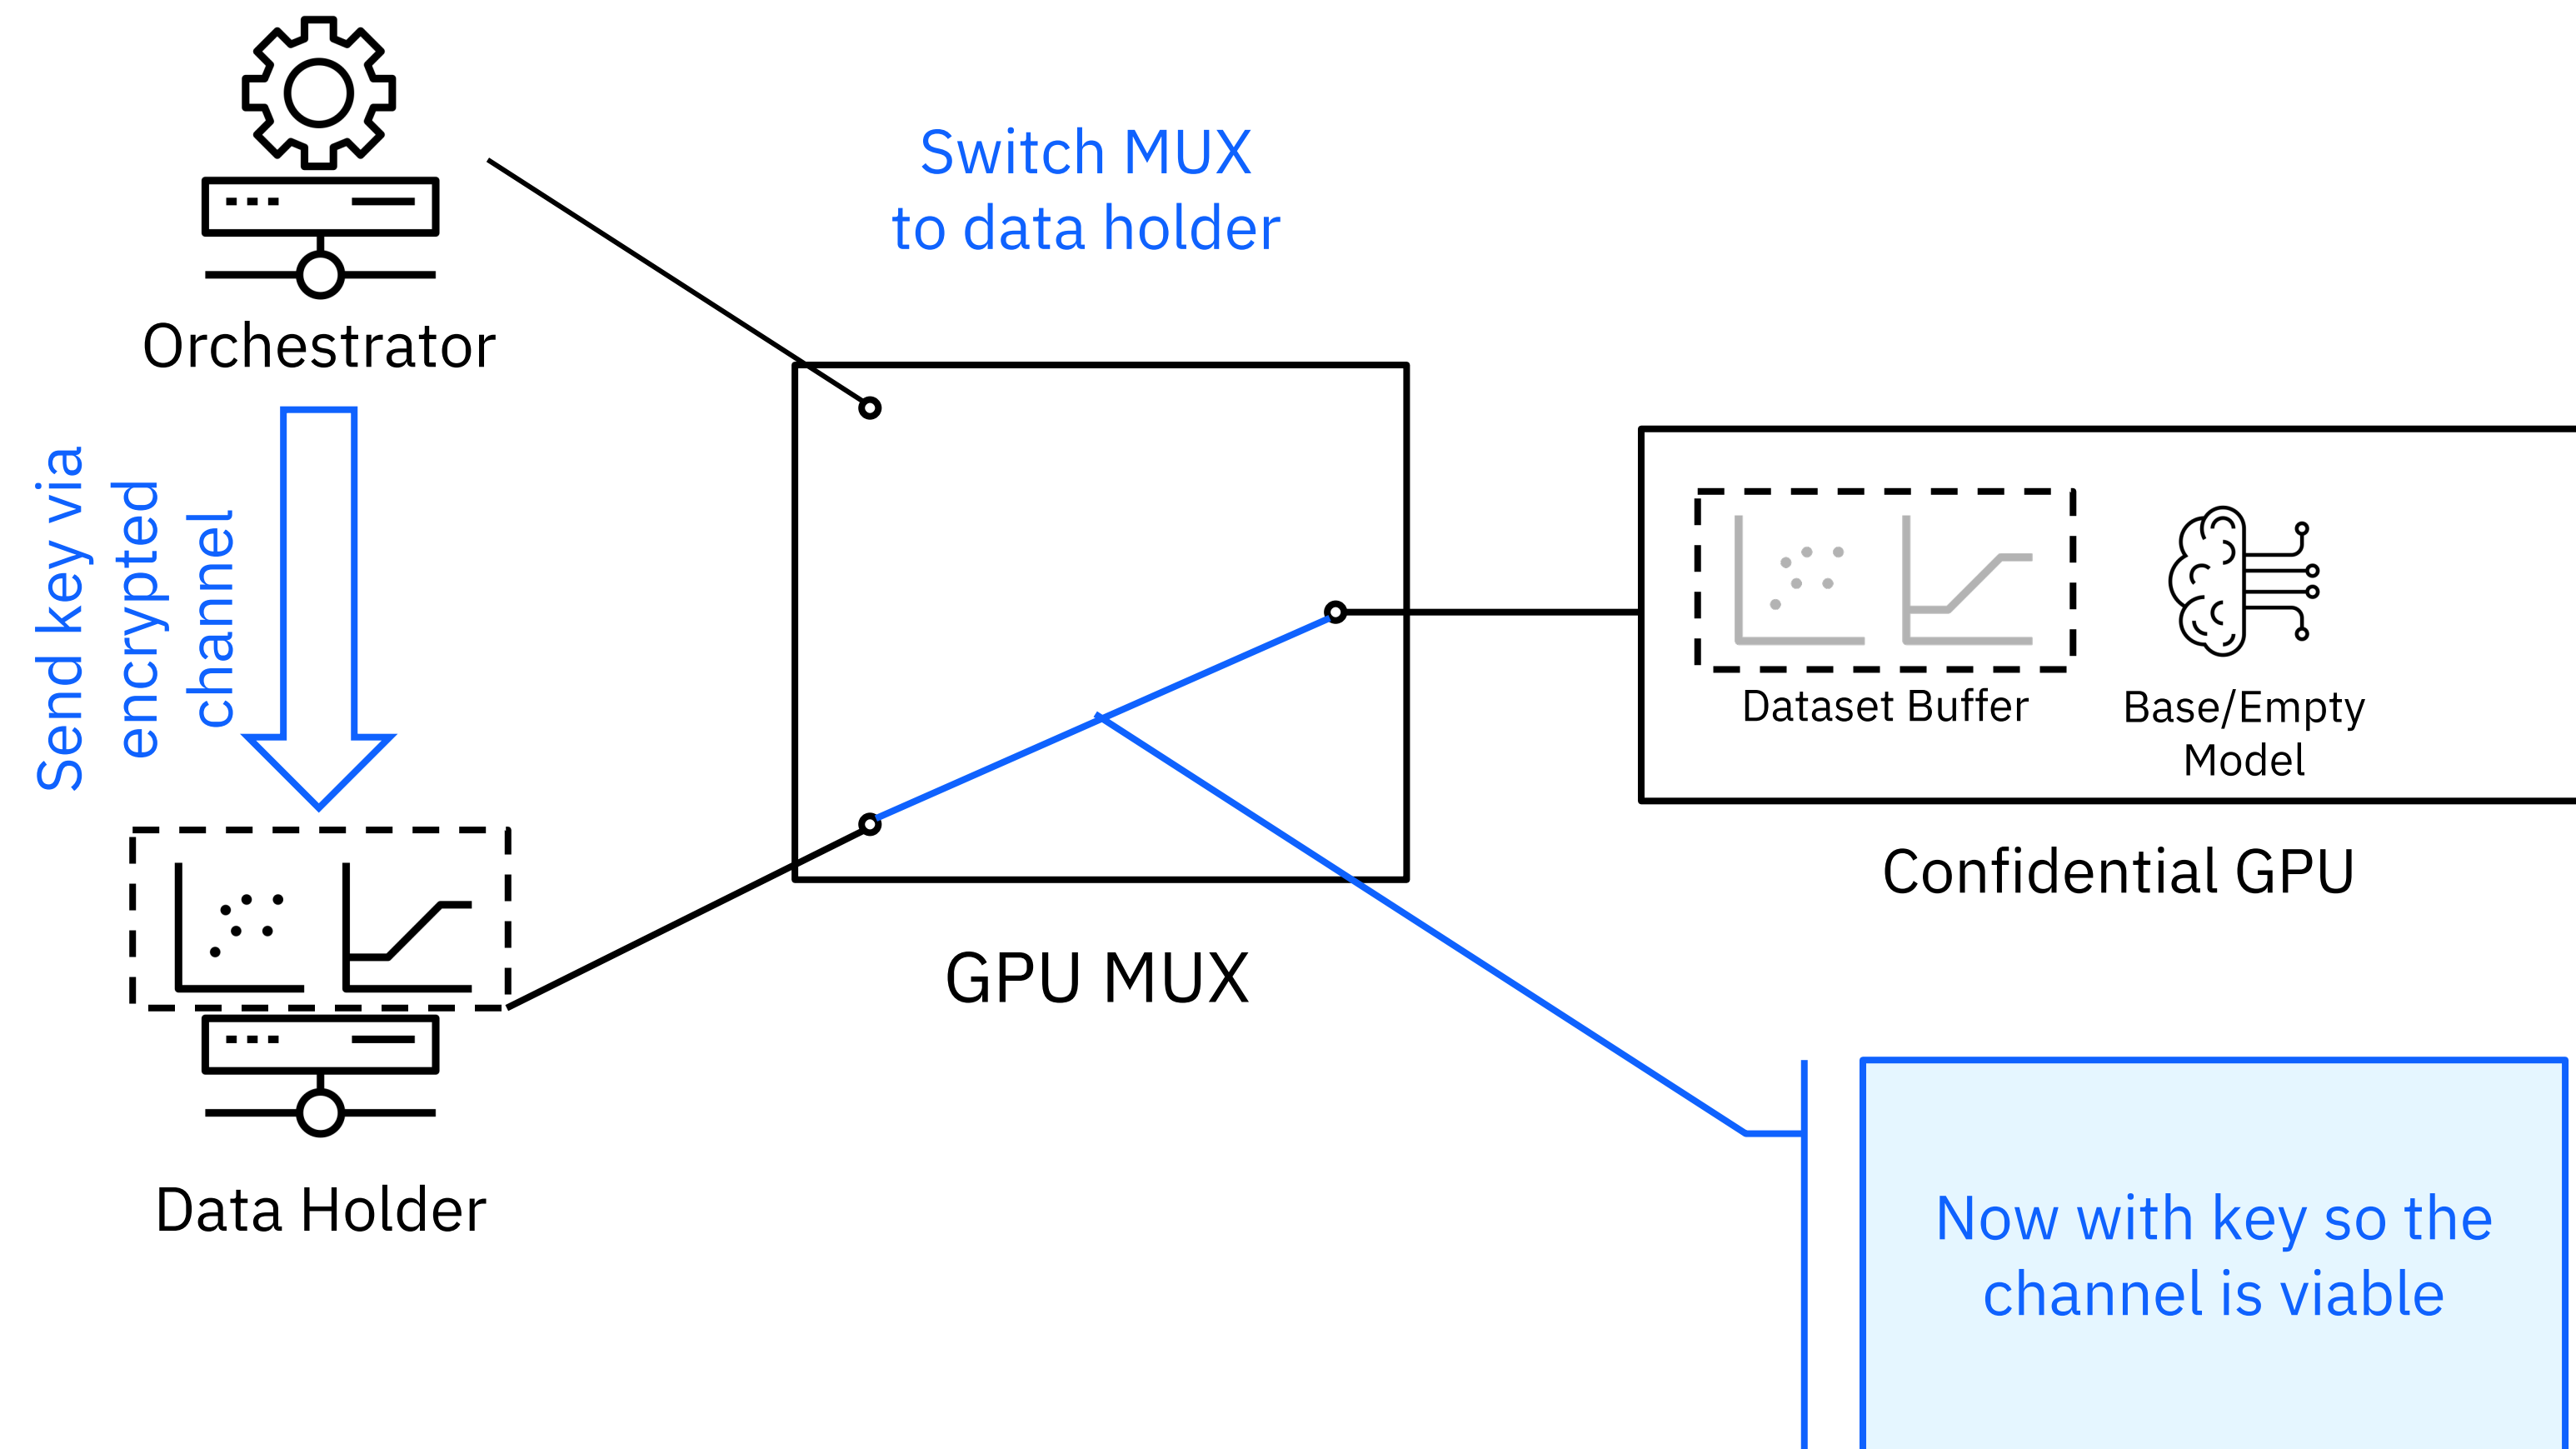 Switch MUX
to data holder
Orchestrator
Send key via
encrypted
channel
Dataset Buffer
Base/Empty
Model
Confidential GPU
GPU MUX
Data Holder
Now with key so the
channel is viable